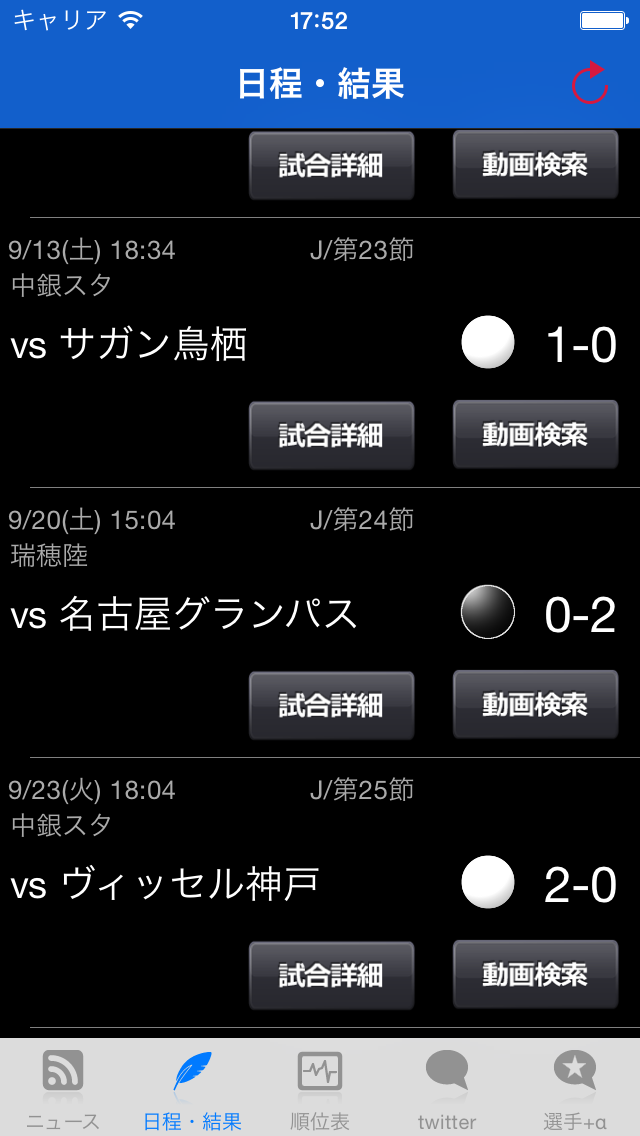 キャリア 17:52
日程・結果
試合詳細 動画検索
9/13(土) 18:34 J/第23節
中銀スタ
vs サガン鳥栖 1-0
試合詳細 動画検索
9/20(土) 15:04 J/第24節
瑞穂陸
vs 名古屋グランパス 0-2
試合詳細 動画検索
9/23(火) 18:04 J/第25節
中銀スタ
vs ヴィッセル神戸 2-0
試合詳細 動画検索
ニュース 日程・結果 順位表 twitter 選手+α